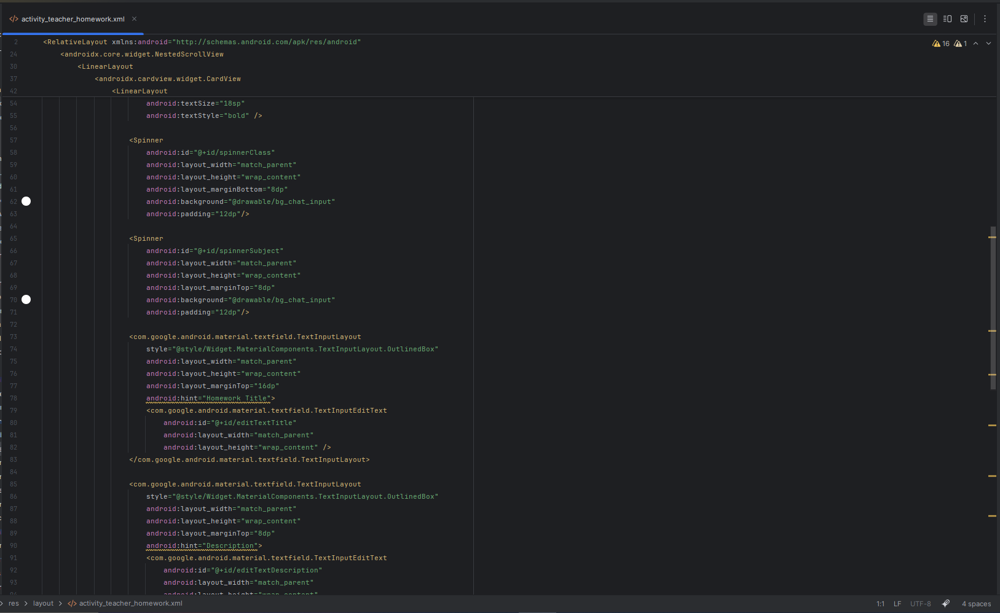 activity_teacher_homework.xml
16 1
2 <RelativeLayout xmlns:android="http://schemas.android.com/apk/res/android"
24 <androidx.core.widget.NestedScrollView
30 <LinearLayout
37 <androidx.cardview.widget.CardView
42 <LinearLayout
54 android:textSize="18sp"
55 android:textStyle="bold" />
56
57 <Spinner
58 android:id="@+id/spinnerClass"
59 android:layout_width="match_parent"
60 android:layout_height="wrap_content"
61 android:layout_marginBottom="8dp"
62 android:background="@drawable/bg_chat_input"
63 android:padding="12dp"/>
64
65 <Spinner
66 android:id="@+id/spinnerSubject"
67 android:layout_width="match_parent"
68 android:layout_height="wrap_content"
69 android:layout_marginTop="8dp"
70 android:background="@drawable/bg_chat_input"
71 android:padding="12dp"/>
72
73 <com.google.android.material.textfield.TextInputLayout
74 style="@style/Widget.MaterialComponents.TextInputLayout.OutlinedBox"
75 android:layout_width="match_parent"
76 android:layout_height="wrap_content"
77 android:layout_marginTop="16dp"
78 android:hint="Homework Title">
79 <com.google.android.material.textfield.TextInputEditText
80 android:id="@+id/editTextTitle"
81 android:layout_width="match_parent"
82 android:layout_height="wrap_content" />
83 </com.google.android.material.textfield.TextInputLayout>
84
85 <com.google.android.material.textfield.TextInputLayout
86 style="@style/Widget.MaterialComponents.TextInputLayout.OutlinedBox"
87 android:layout_width="match_parent"
88 android:layout_height="wrap_content"
89 android:layout_marginTop="8dp"
90 android:hint="Description">
91 <com.google.android.material.textfield.TextInputEditText
92 android:id="@+id/editTextDescription"
93 android:layout_width="match_parent"
94 android:layout_height="wrap_content"
res > layout > activity_teacher_homework.xml
1:1 LF UTF-8 4 spaces